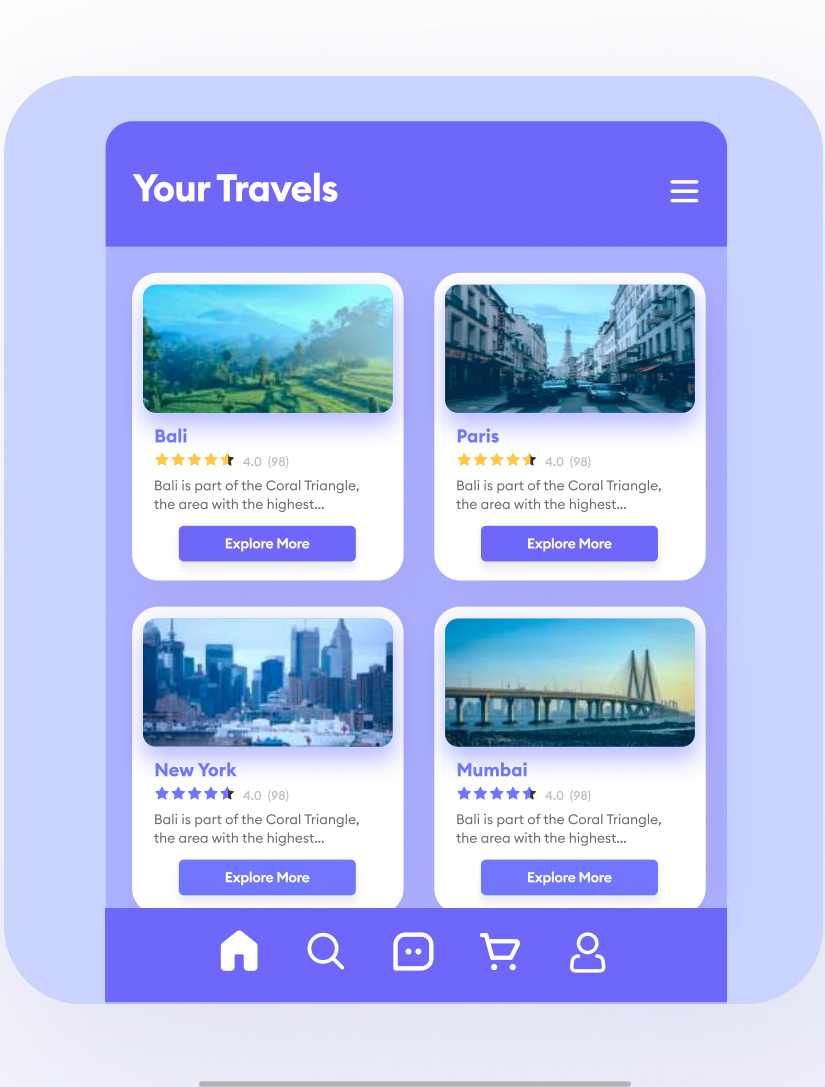 Your Travels
Bali
4.0 (98)
Bali is part of the Coral Triangle,
the area with the highest...
Explore More
Paris
4.0 (98)
Bali is part of the Coral Triangle,
the area with the highest...
Explore More
New York
4.0 (98)
Bali is part of the Coral Triangle,
the area with the highest...
Explore More
Mumbai
4.0 (98)
Bali is part of the Coral Triangle,
the area with the highest...
Explore More